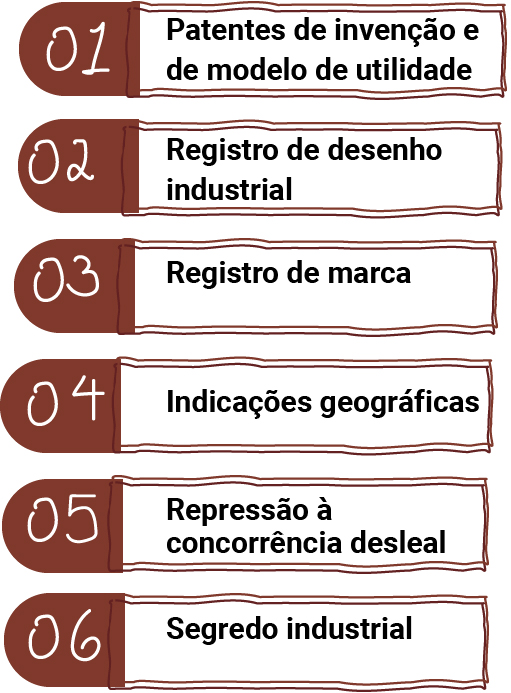 01
Patentes de invenção e
de modelo de utilidade
02
Registro de desenho
industrial
03
Registro de marca
04
Indicações geográficas
05
Repressão à
concorrência desleal
06
Segredo industrial